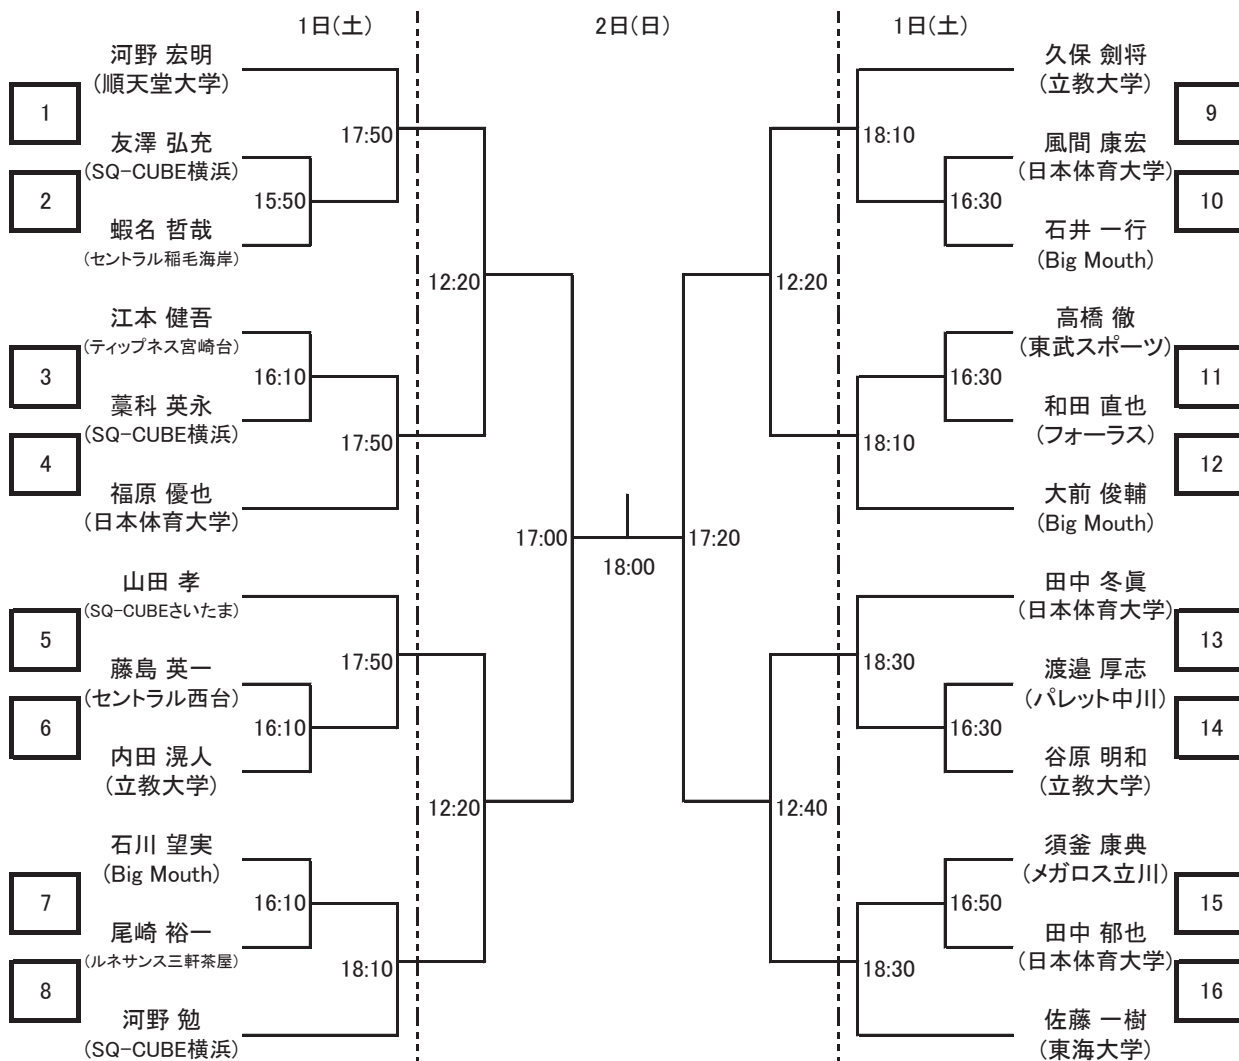 1日(土)
2日(日)
1日(土)
河野 宏明
(順天堂大学)
1
17:50
友澤 弘充
(SQ-CUBE横浜)
2
15:50
蝦名 哲哉
(セントラル稲毛海岸)
12:20
江本 健吾
(ティップネス宮崎台)
3
16:10
藁科 英永
(SQ-CUBE横浜)
4
17:50
福原 優也
(日本体育大学)
17:00
18:00
17:20
山田 孝
(SQ-CUBEさいたま)
5
17:50
藤島 英一
(セントラル西台)
6
16:10
内田 滉人
(立教大学)
12:20
石川 望実
(Big Mouth)
7
16:10
尾崎 裕一
(ルネサンス三軒茶屋)
8
18:10
河野 勉
(SQ-CUBE横浜)
久保 劍将
(立教大学)
9
18:10
風間 康宏
(日本体育大学)
10
16:30
石井 一行
(Big Mouth)
12:20
高橋 徹
(東武スポーツ)
11
16:30
和田 直也
(フォーラス)
12
18:10
大前 俊輔
(Big Mouth)
田中 冬眞
(日本体育大学)
13
18:30
渡邉 厚志
(パレット中川)
14
16:30
谷原 明和
(立教大学)
12:40
須釜 康典
(メガロス立川)
15
16:50
田中 郁也
(日本体育大学)
16
18:30
佐藤 一樹
(東海大学)